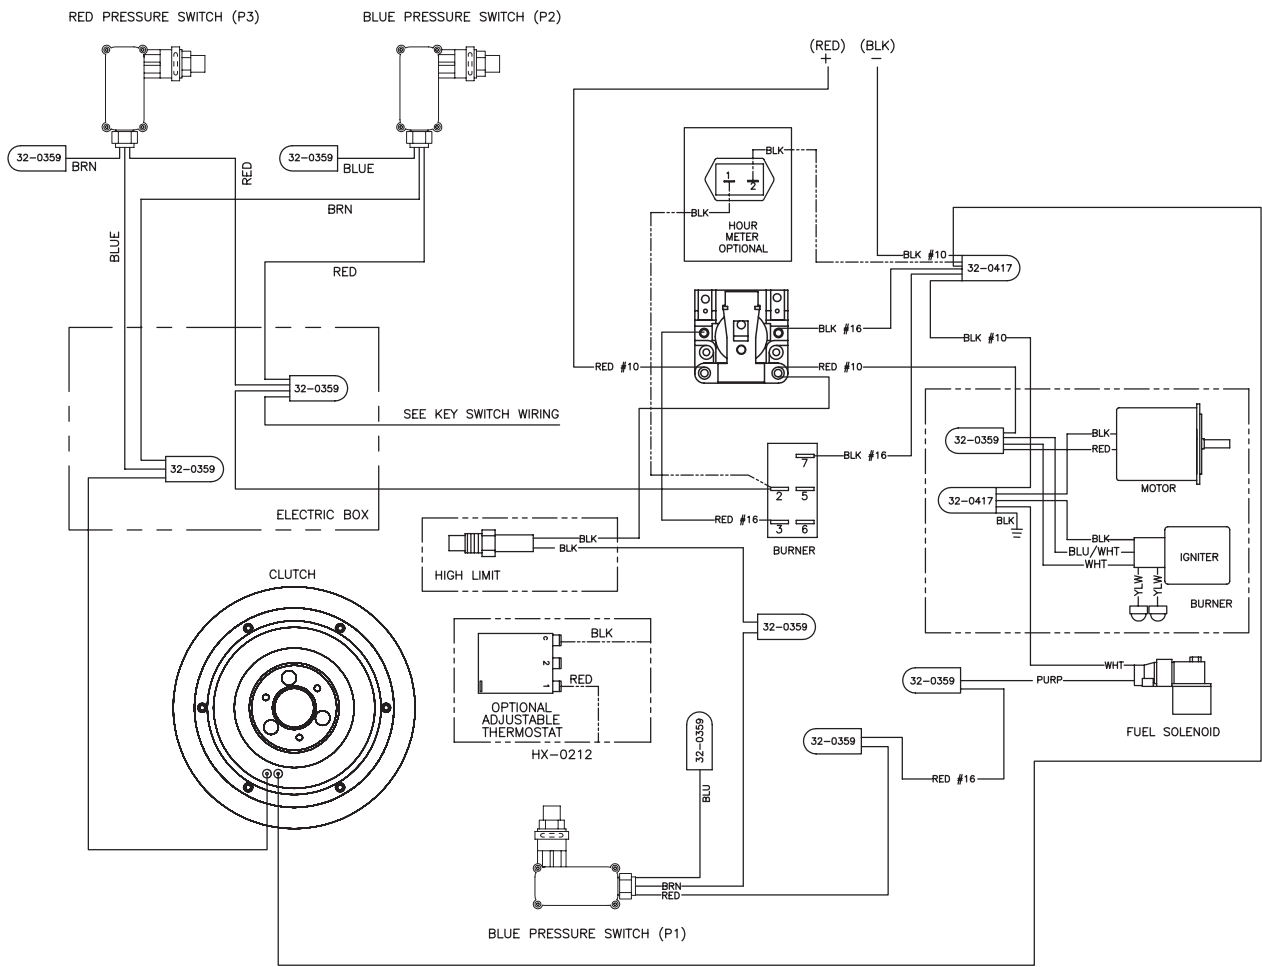 RED PRESSURE SWITCH (P3)
BLUE PRESSURE SWITCH (P2)
(RED) (BLK)
+ −
32-0359
BRN
RED
32-0359
BLUE
BRN
BLUE
RED
BLK
1
2
BLK
HOUR
METER
OPTIONAL
BLK #10
32-0417
BLK #16
BLK #10
RED #10
RED #10
32-0359
SEE KEY SWITCH WIRING
32-0359
ELECTRIC BOX
7
BLK #16
2 5
RED #16
3 6
BURNER
32-0359
BLK
RED
MOTOR
32-0417
BLK
BLK
BLU/WHT
WHT
IGNITER
YLW
YLW
BURNER
BLK
BLK
HIGH LIMIT
CLUTCH
32-0359
C
2
1
BLK
RED
OPTIONAL
ADJUSTABLE
THERMOSTAT
HX-0212
WHT
32-0359
PURP
FUEL SOLENOID
32-0359
BLU
32-0359
RED #16
BRN
RED
BLUE PRESSURE SWITCH (P1)